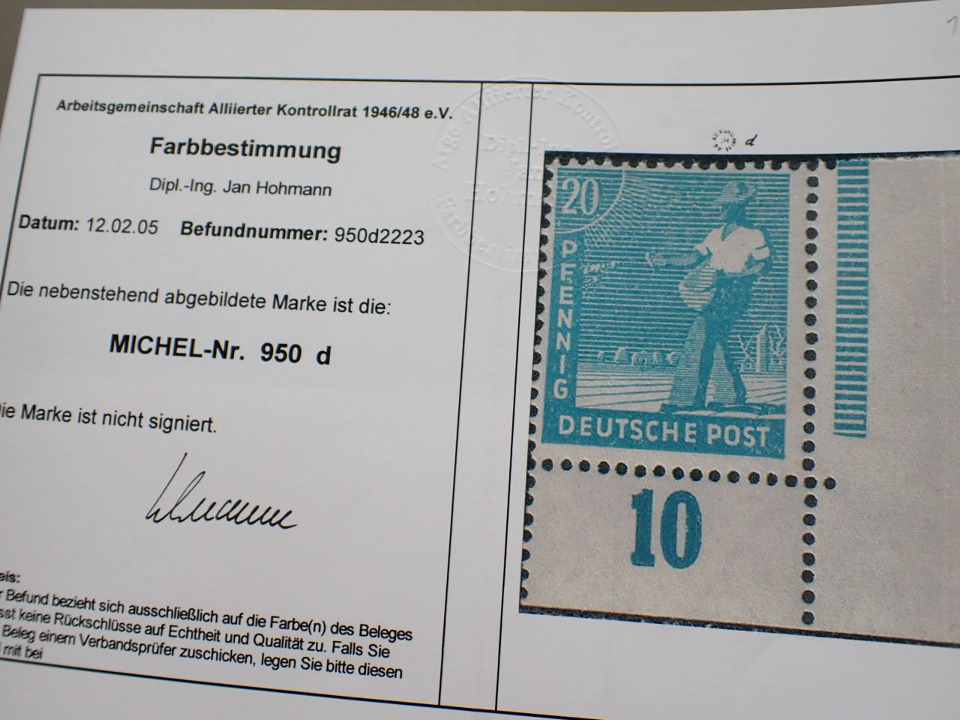 Arbeitsgemeinschaft Alliierter Kontrollrat 1946/48 e.V.
Farbbestimmung
Dipl.-Ing. Jan Hohmann
Datum: 12.02.05 Befundnummer: 950d2223
Die nebenstehend abgebildete Marke ist die:
MICHEL-Nr. 950 d
ie Marke ist nicht signiert.
eis:
r Befund bezieht sich ausschließlich auf die Farbe(n) des Beleges
sst keine Rückschlüsse auf Echtheit und Qualität zu. Falls Sie
Beleg einem Verbandsprüfer zuschicken, legen Sie bitte diesen
mit bei
d
20
PFENNIG
DEUTSCHE POST
10